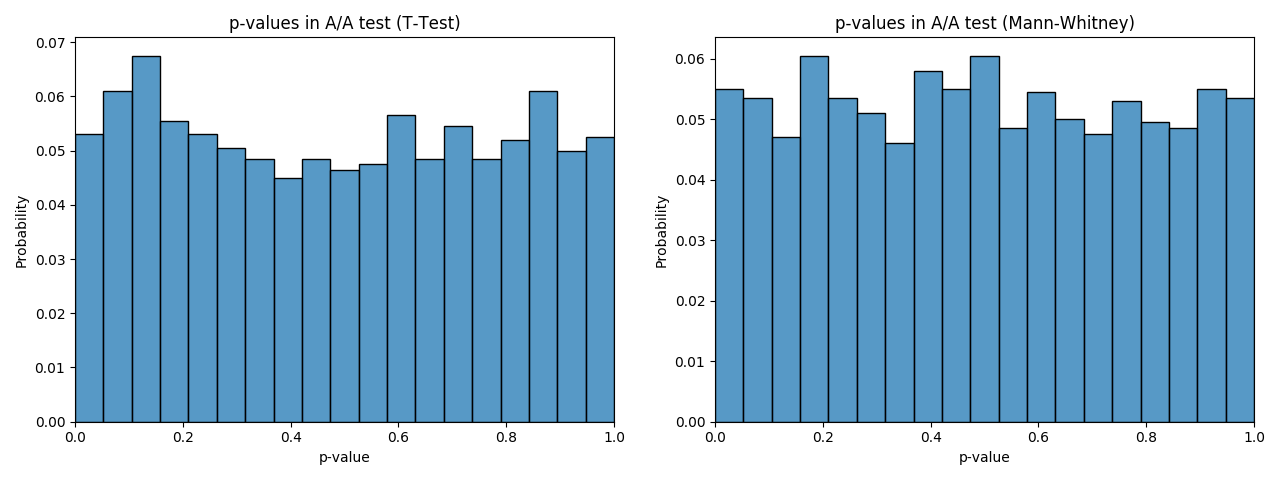 p-values in A/A test (T-Test)
0.07
0.06
0.05
0.04
0.03
0.02
0.01
0.00
Probability
0.0 0.2 0.4 0.6 0.8 1.0
p-value
p-values in A/A test (Mann-Whitney)
0.06
0.05
0.04
0.03
0.02
0.01
0.00
Probability
0.0 0.2 0.4 0.6 0.8 1.0
p-value